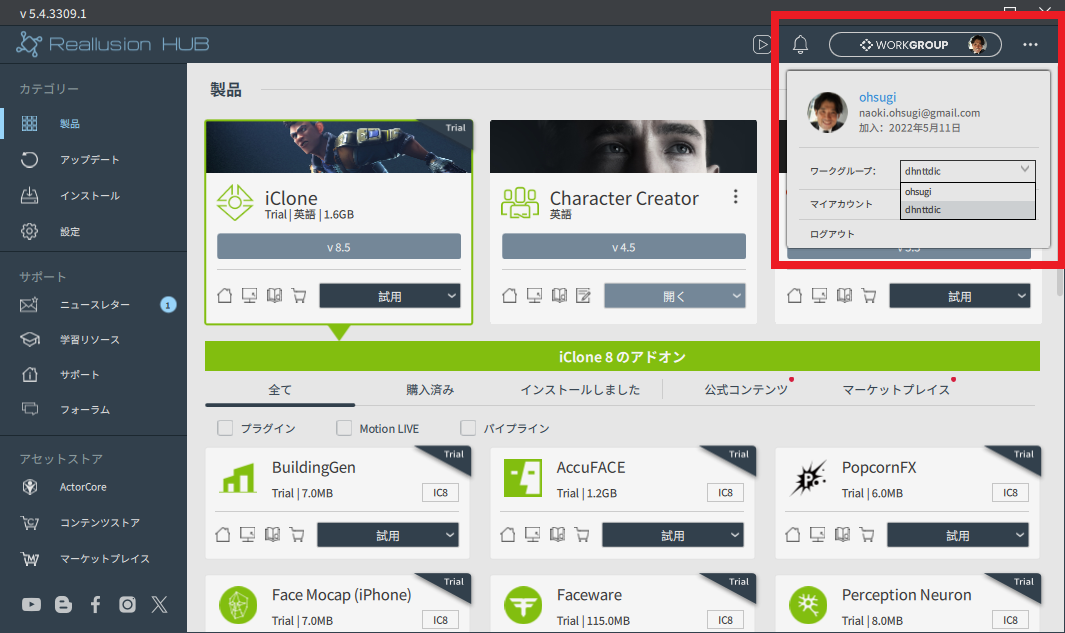 v 5.4.3309.1
Reallusion HUB
WORKGROUP
ohsugi
naoki.ohsugi@gmail.com
加入: 2022年5月11日
ワークグループ:
dhnttdic
ohsugi
dhnttdic
マイアカウント
ログアウト
カテゴリー
製品
アップデート
インストール
設定
サポート
ニュースレター
1
学習リソース
サポート
フォーラム
アセットストア
ActorCore
コンテンツストア
マーケットプレイス
製品
Trial
iClone
Trial | 英語 | 1.6GB
v 8.5
試用
Character Creator
英語
v 4.5
開く
試用
iClone 8 のアドオン
全て
購入済み
インストールしました
公式コンテンツ
マーケットプレイス
プラグイン
Motion LIVE
パイプライン
Trial
BuildingGen
Trial | 7.0MB
IC8
試用
Trial
AccuFACE
Trial | 1.2GB
IC8
試用
Trial
PopcornFX
Trial | 6.0MB
IC8
試用
Trial
Face Mocap (iPhone)
Trial | 7.0MB
IC8
Trial
Faceware
Trial | 115.0MB
IC8
Trial
Perception Neuron
Trial | 8.0MB
IC8